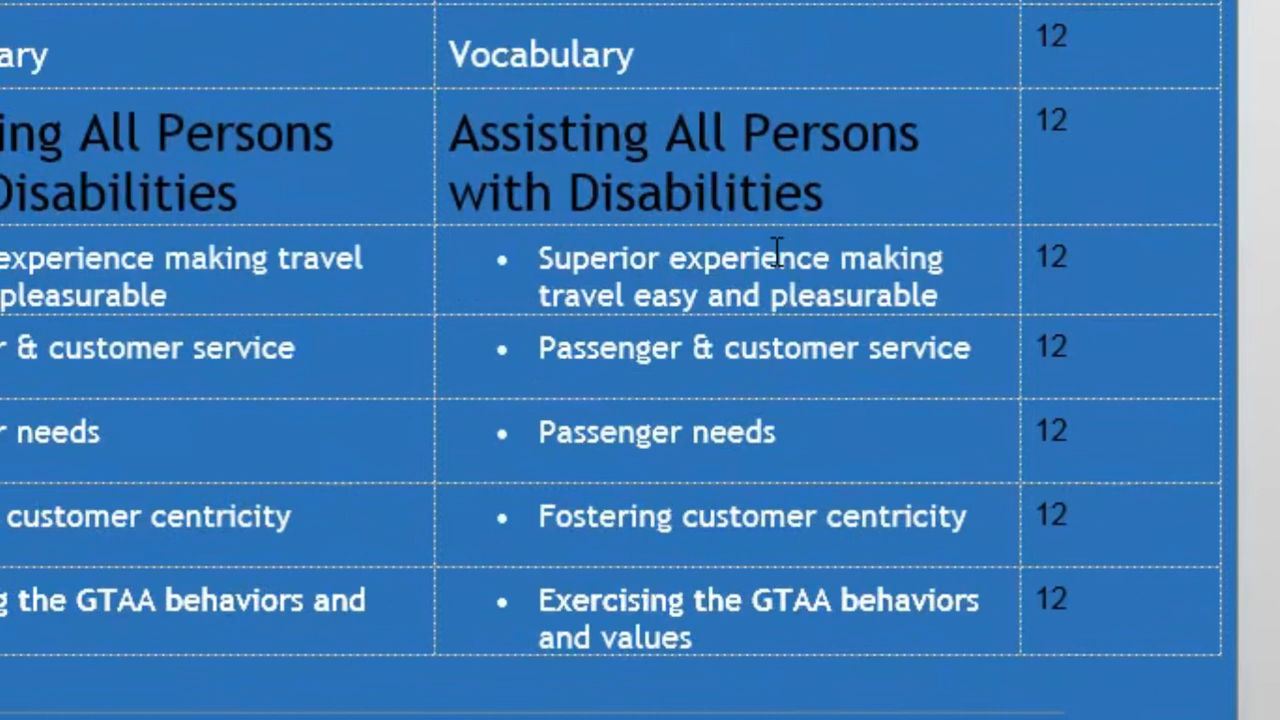 ary
Vocabulary
12
ing All Persons
Disabilities
Assisting All Persons
with Disabilities
12
experience making travel
pleasurable
• Superior experience making
travel easy and pleasurable
12
r & customer service
• Passenger & customer service
12
r needs
• Passenger needs
12
customer centricity
• Fostering customer centricity
12
g the GTAA behaviors and
• Exercising the GTAA behaviors
and values
12